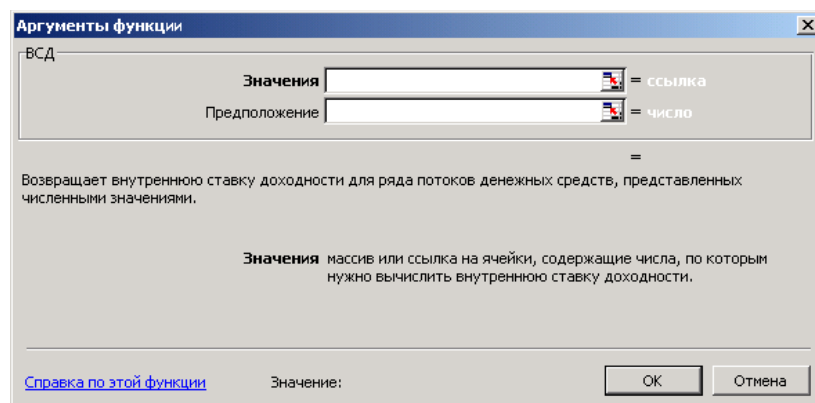 Аргументы функции
ВСД
Значения = ссылка
Предположение = число
=
Возвращает внутреннюю ставку доходности для ряда потоков денежных средств, представленных
численными значениями.
Значения массив или ссылка на ячейки, содержащие числа, по которым
нужно вычислить внутреннюю ставку доходности.
Справка по этой функции Значение: ОК Отмена